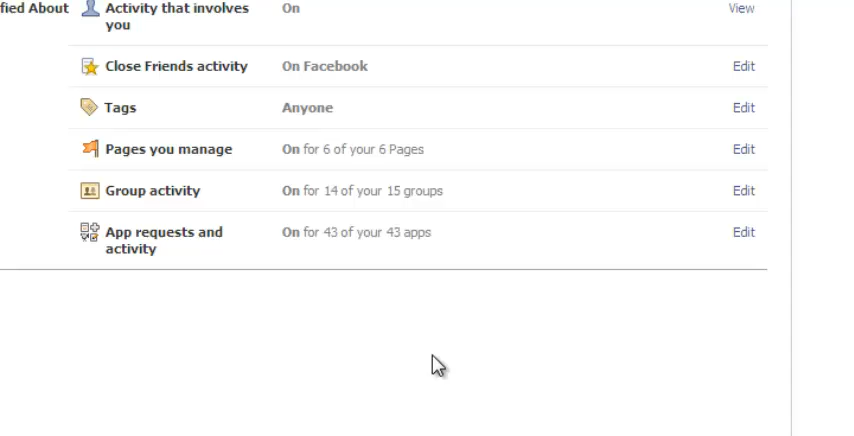 fied About
Activity that involves
you
On
View
Close Friends activity
On Facebook
Edit
Tags
Anyone
Edit
Pages you manage
On for 6 of your 6 Pages
Edit
Group activity
On for 14 of your 15 groups
Edit
App requests and
activity
On for 43 of your 43 apps
Edit